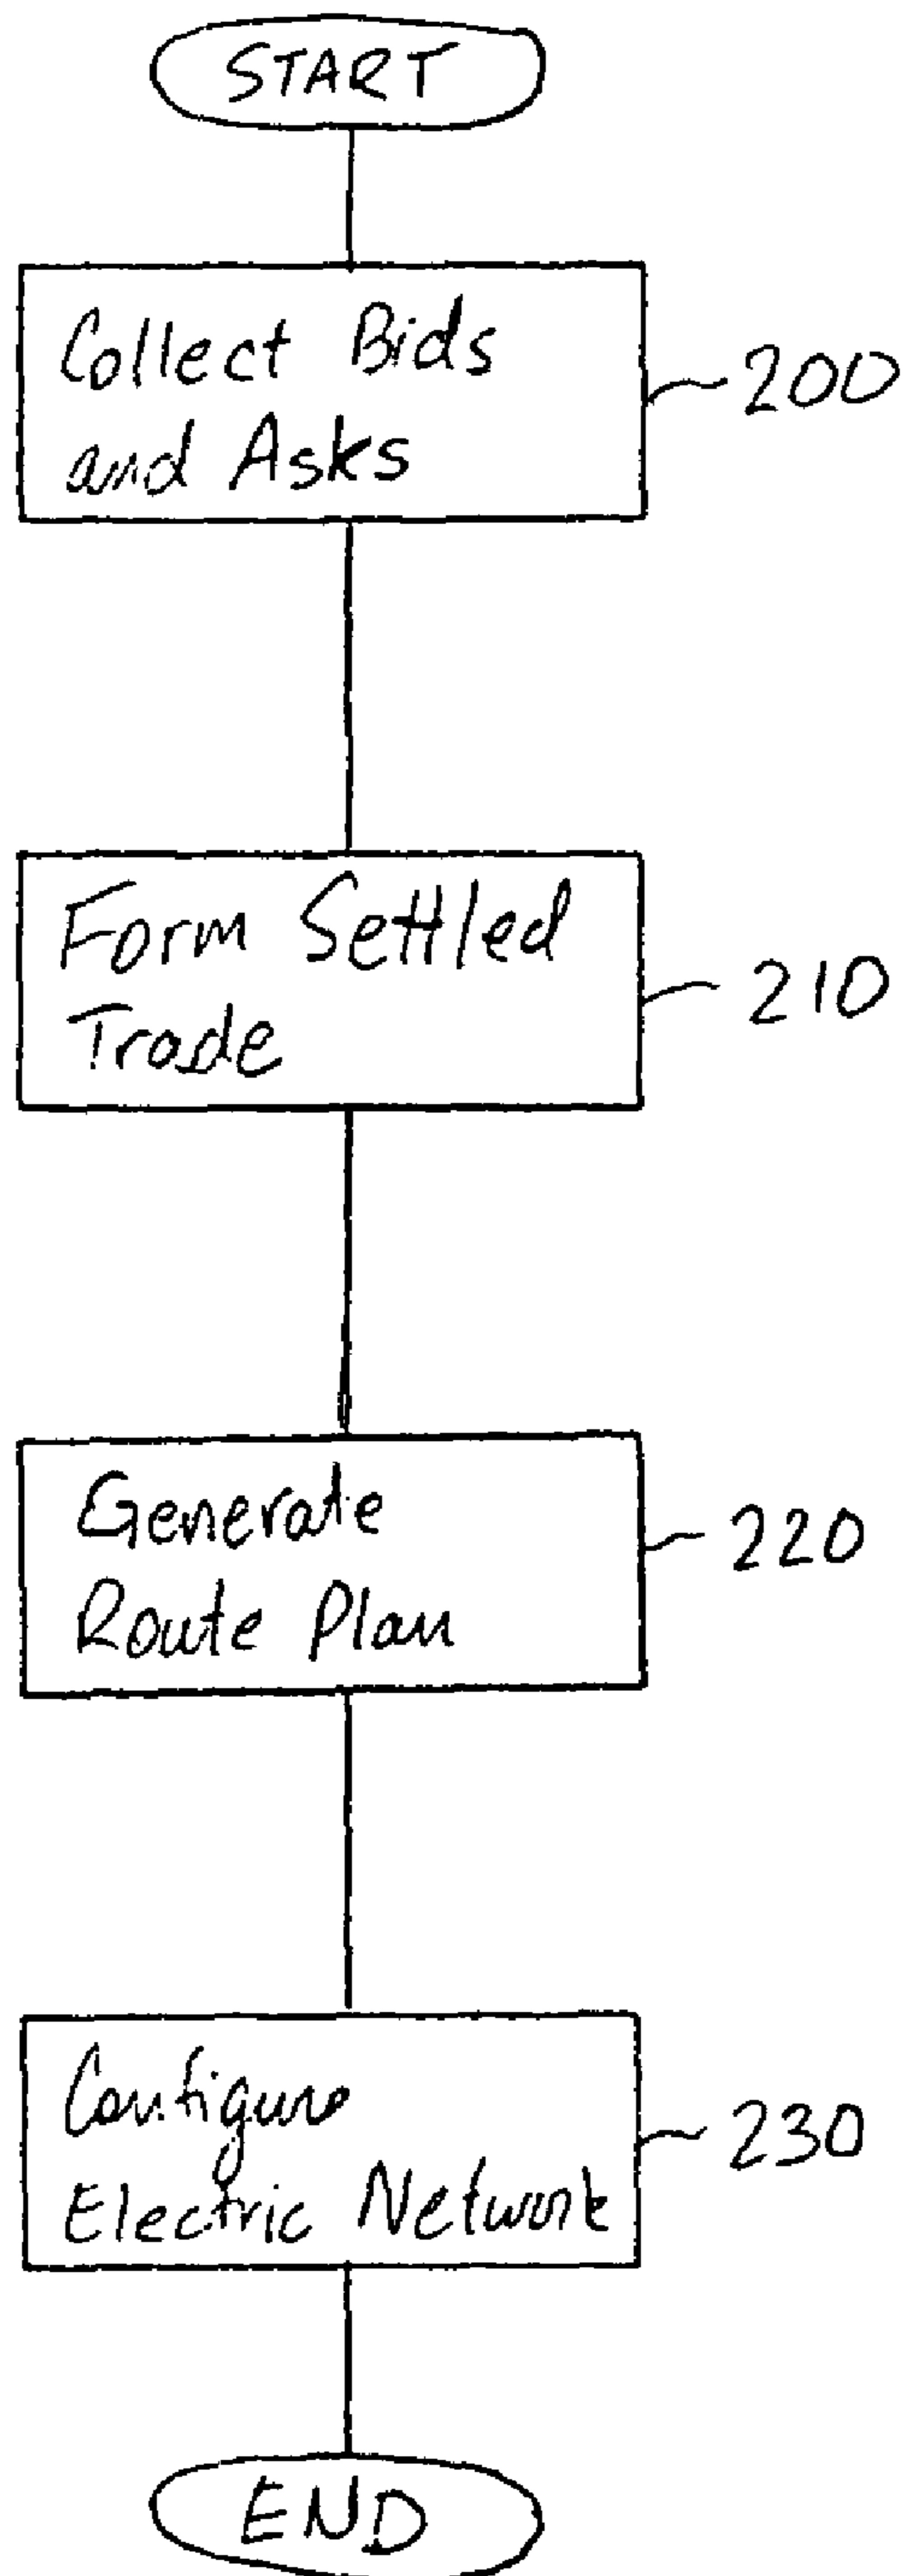 START
Collect Bids
and Asks
200
Form Settled
Trade
210
Generate
Route Plan
220
Configure
Electric Network
230
END